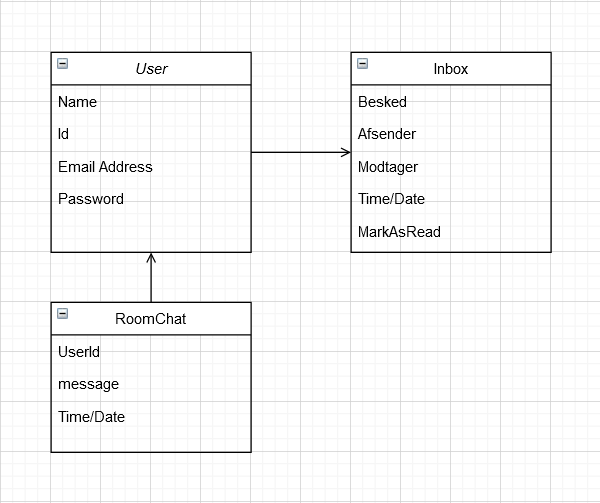 User
Name
Id
Email Address
Password
Inbox
Besked
Afsender
Modtager
Time/Date
MarkAsRead
RoomChat
UserId
message
Time/Date